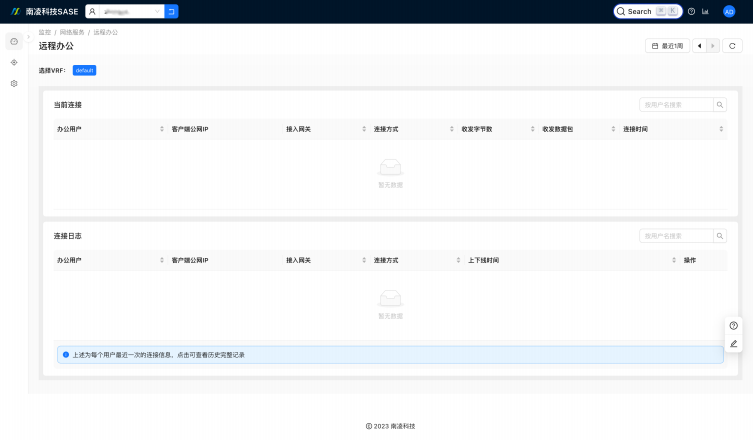 南凌科技SASE
Search ⌘ K
AD
监控 / 网络服务 / 远程办公
远程办公
最近1周
选择VRF: default
当前连接
按用户名搜索
办公用户 客户端公网IP 接入网关 连接方式 收发字节数 收发数据包 连接时间
暂无数据
连接日志
按用户名搜索
办公用户 客户端公网IP 接入网关 连接方式 上下线时间 操作
暂无数据
上述为每个用户最近一次的连接信息，点击可查看历史完整记录
© 2023 南凌科技